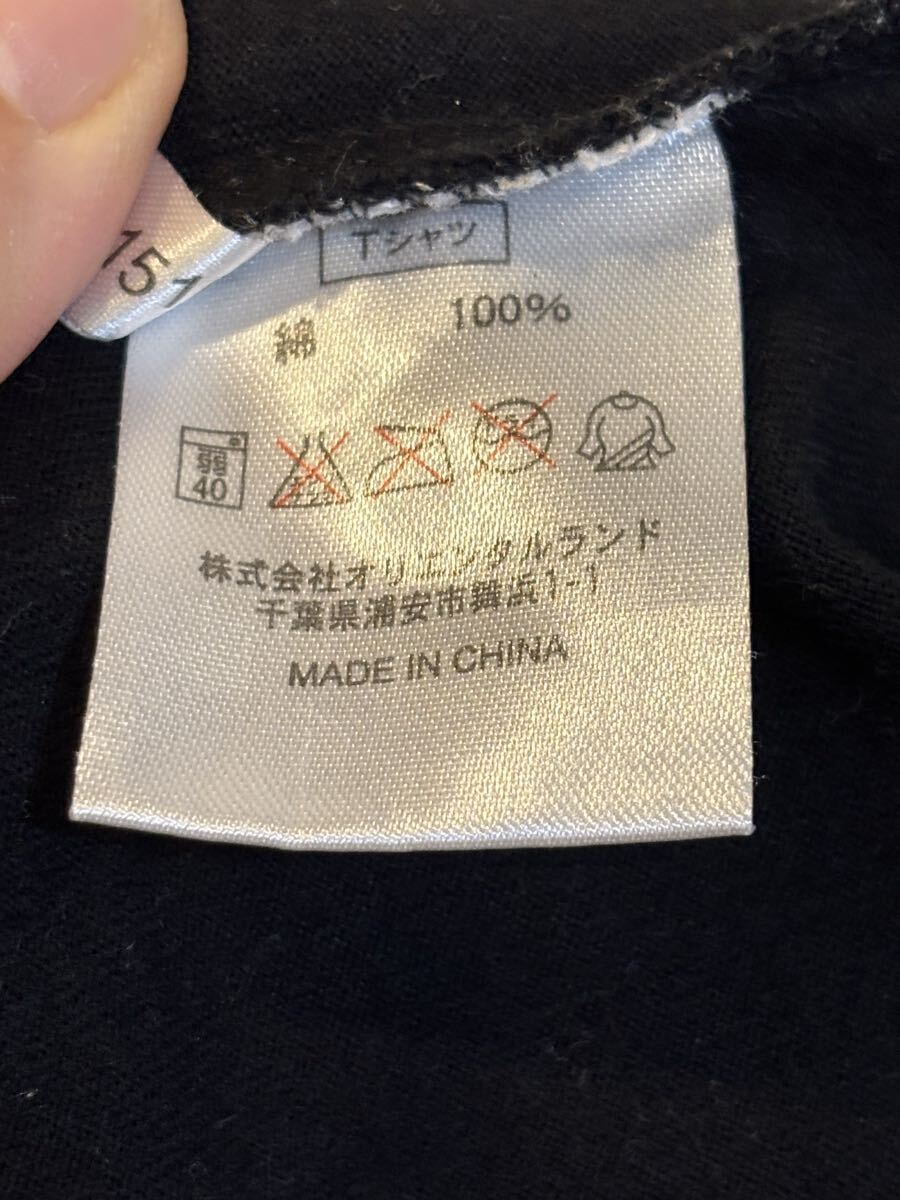 151
Tシャツ
綿 100%
弱
40
株式会社オリエンタルランド
千葉県浦安市舞浜1-1
MADE IN CHINA